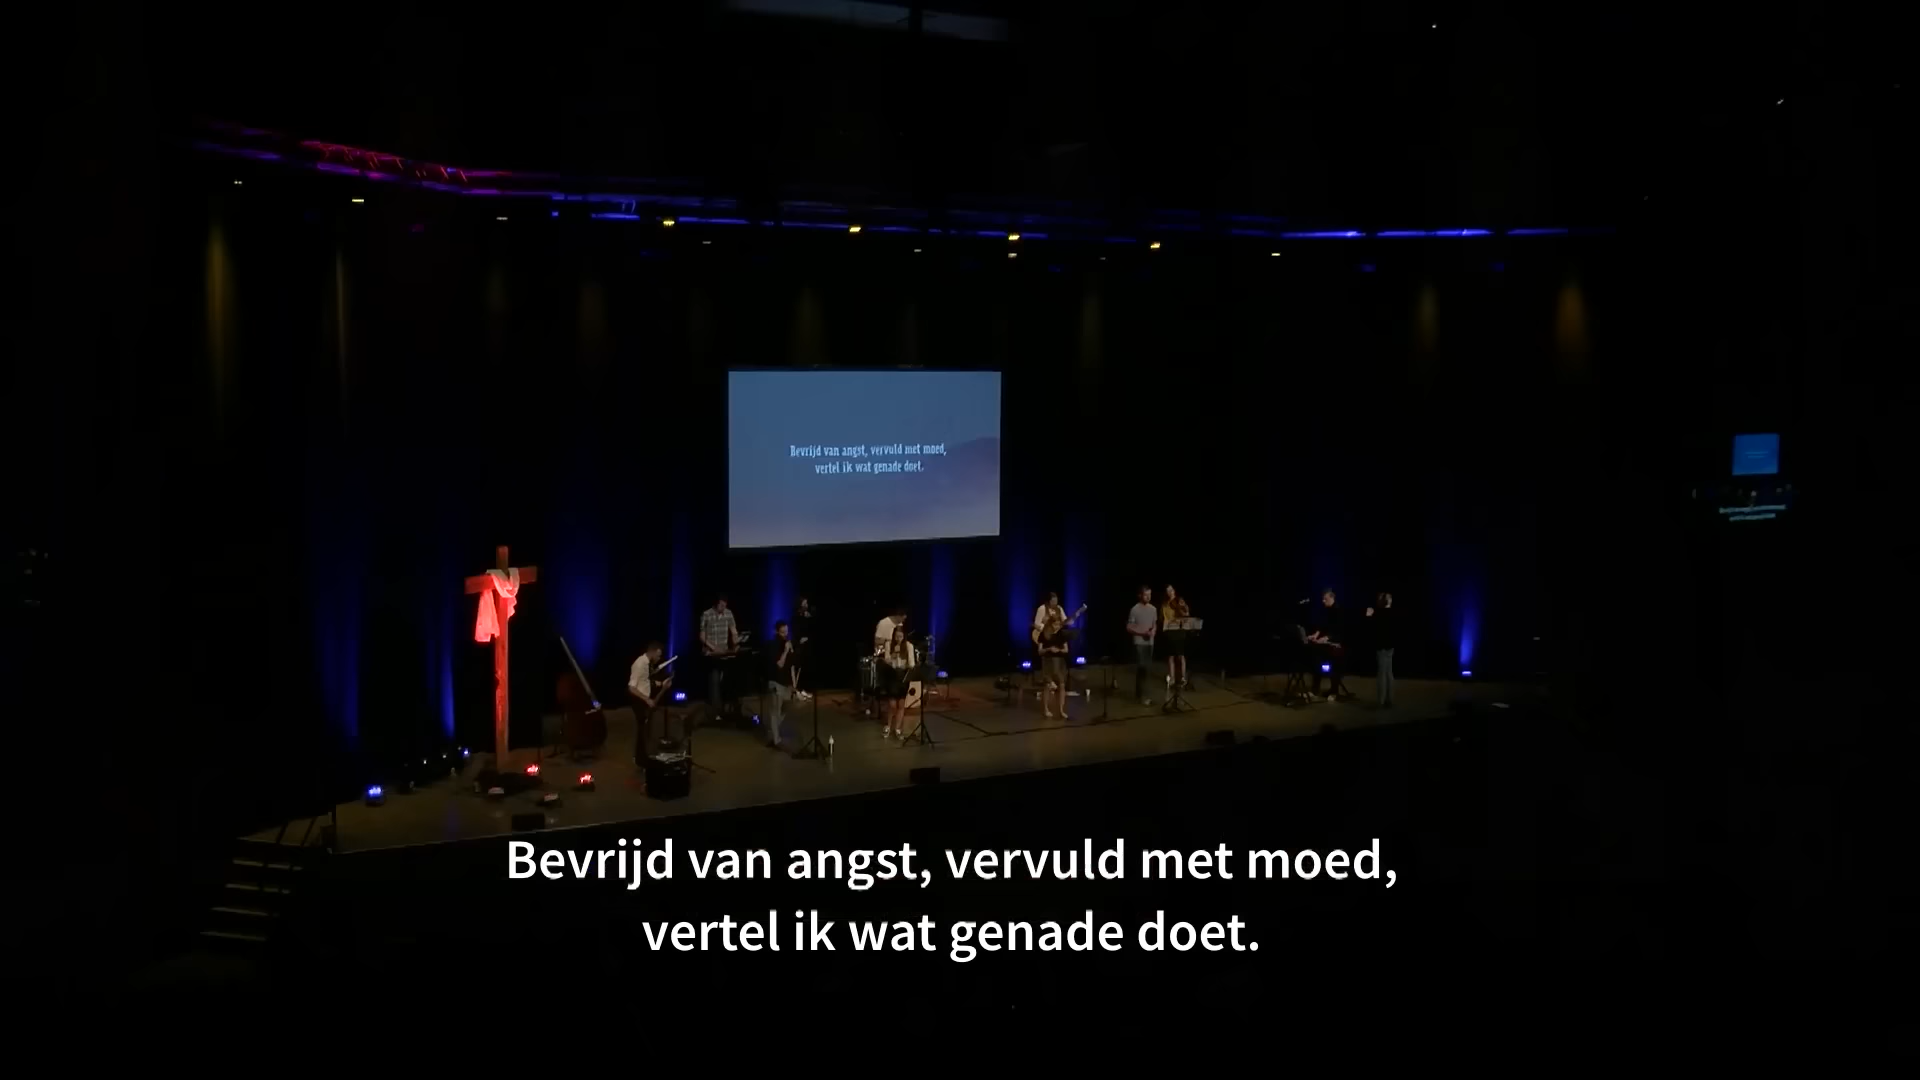 Bevrijd van angst, vervuld met moed,
vertel ik wat genade doet.
Bevrijd van angst, vervuld met moed,
vertel ik wat genade doet.